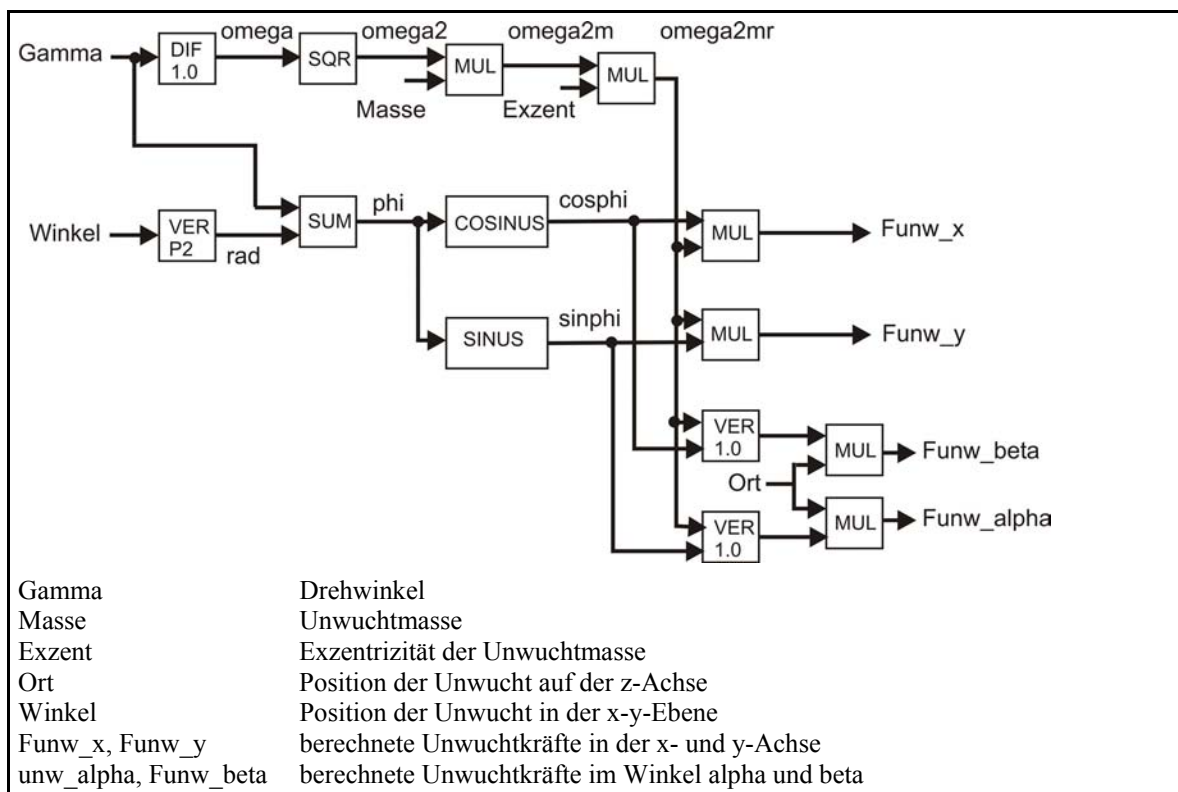 omega omega2 omega2m omega2mr
Gamma DIF 1.0 SQR MUL MUL
Masse Exzent
phi cosphi
Winkel VER P2 rad SUM COSINUS MUL Funw_x
sinphi
SINUS MUL Funw_y
VER 1.0 MUL Funw_beta
Ort
VER 1.0 MUL Funw_alpha
Gamma Drehwinkel
Masse Unwuchtmasse
Exzent Exzentrizität der Unwuchtmasse
Ort Position der Unwucht auf der z-Achse
Winkel Position der Unwucht in der x-y-Ebene
Funw_x, Funw_y berechnete Unwuchtkräfte in der x- und y-Achse
unw_alpha, Funw_beta berechnete Unwuchtkräfte im Winkel alpha und beta